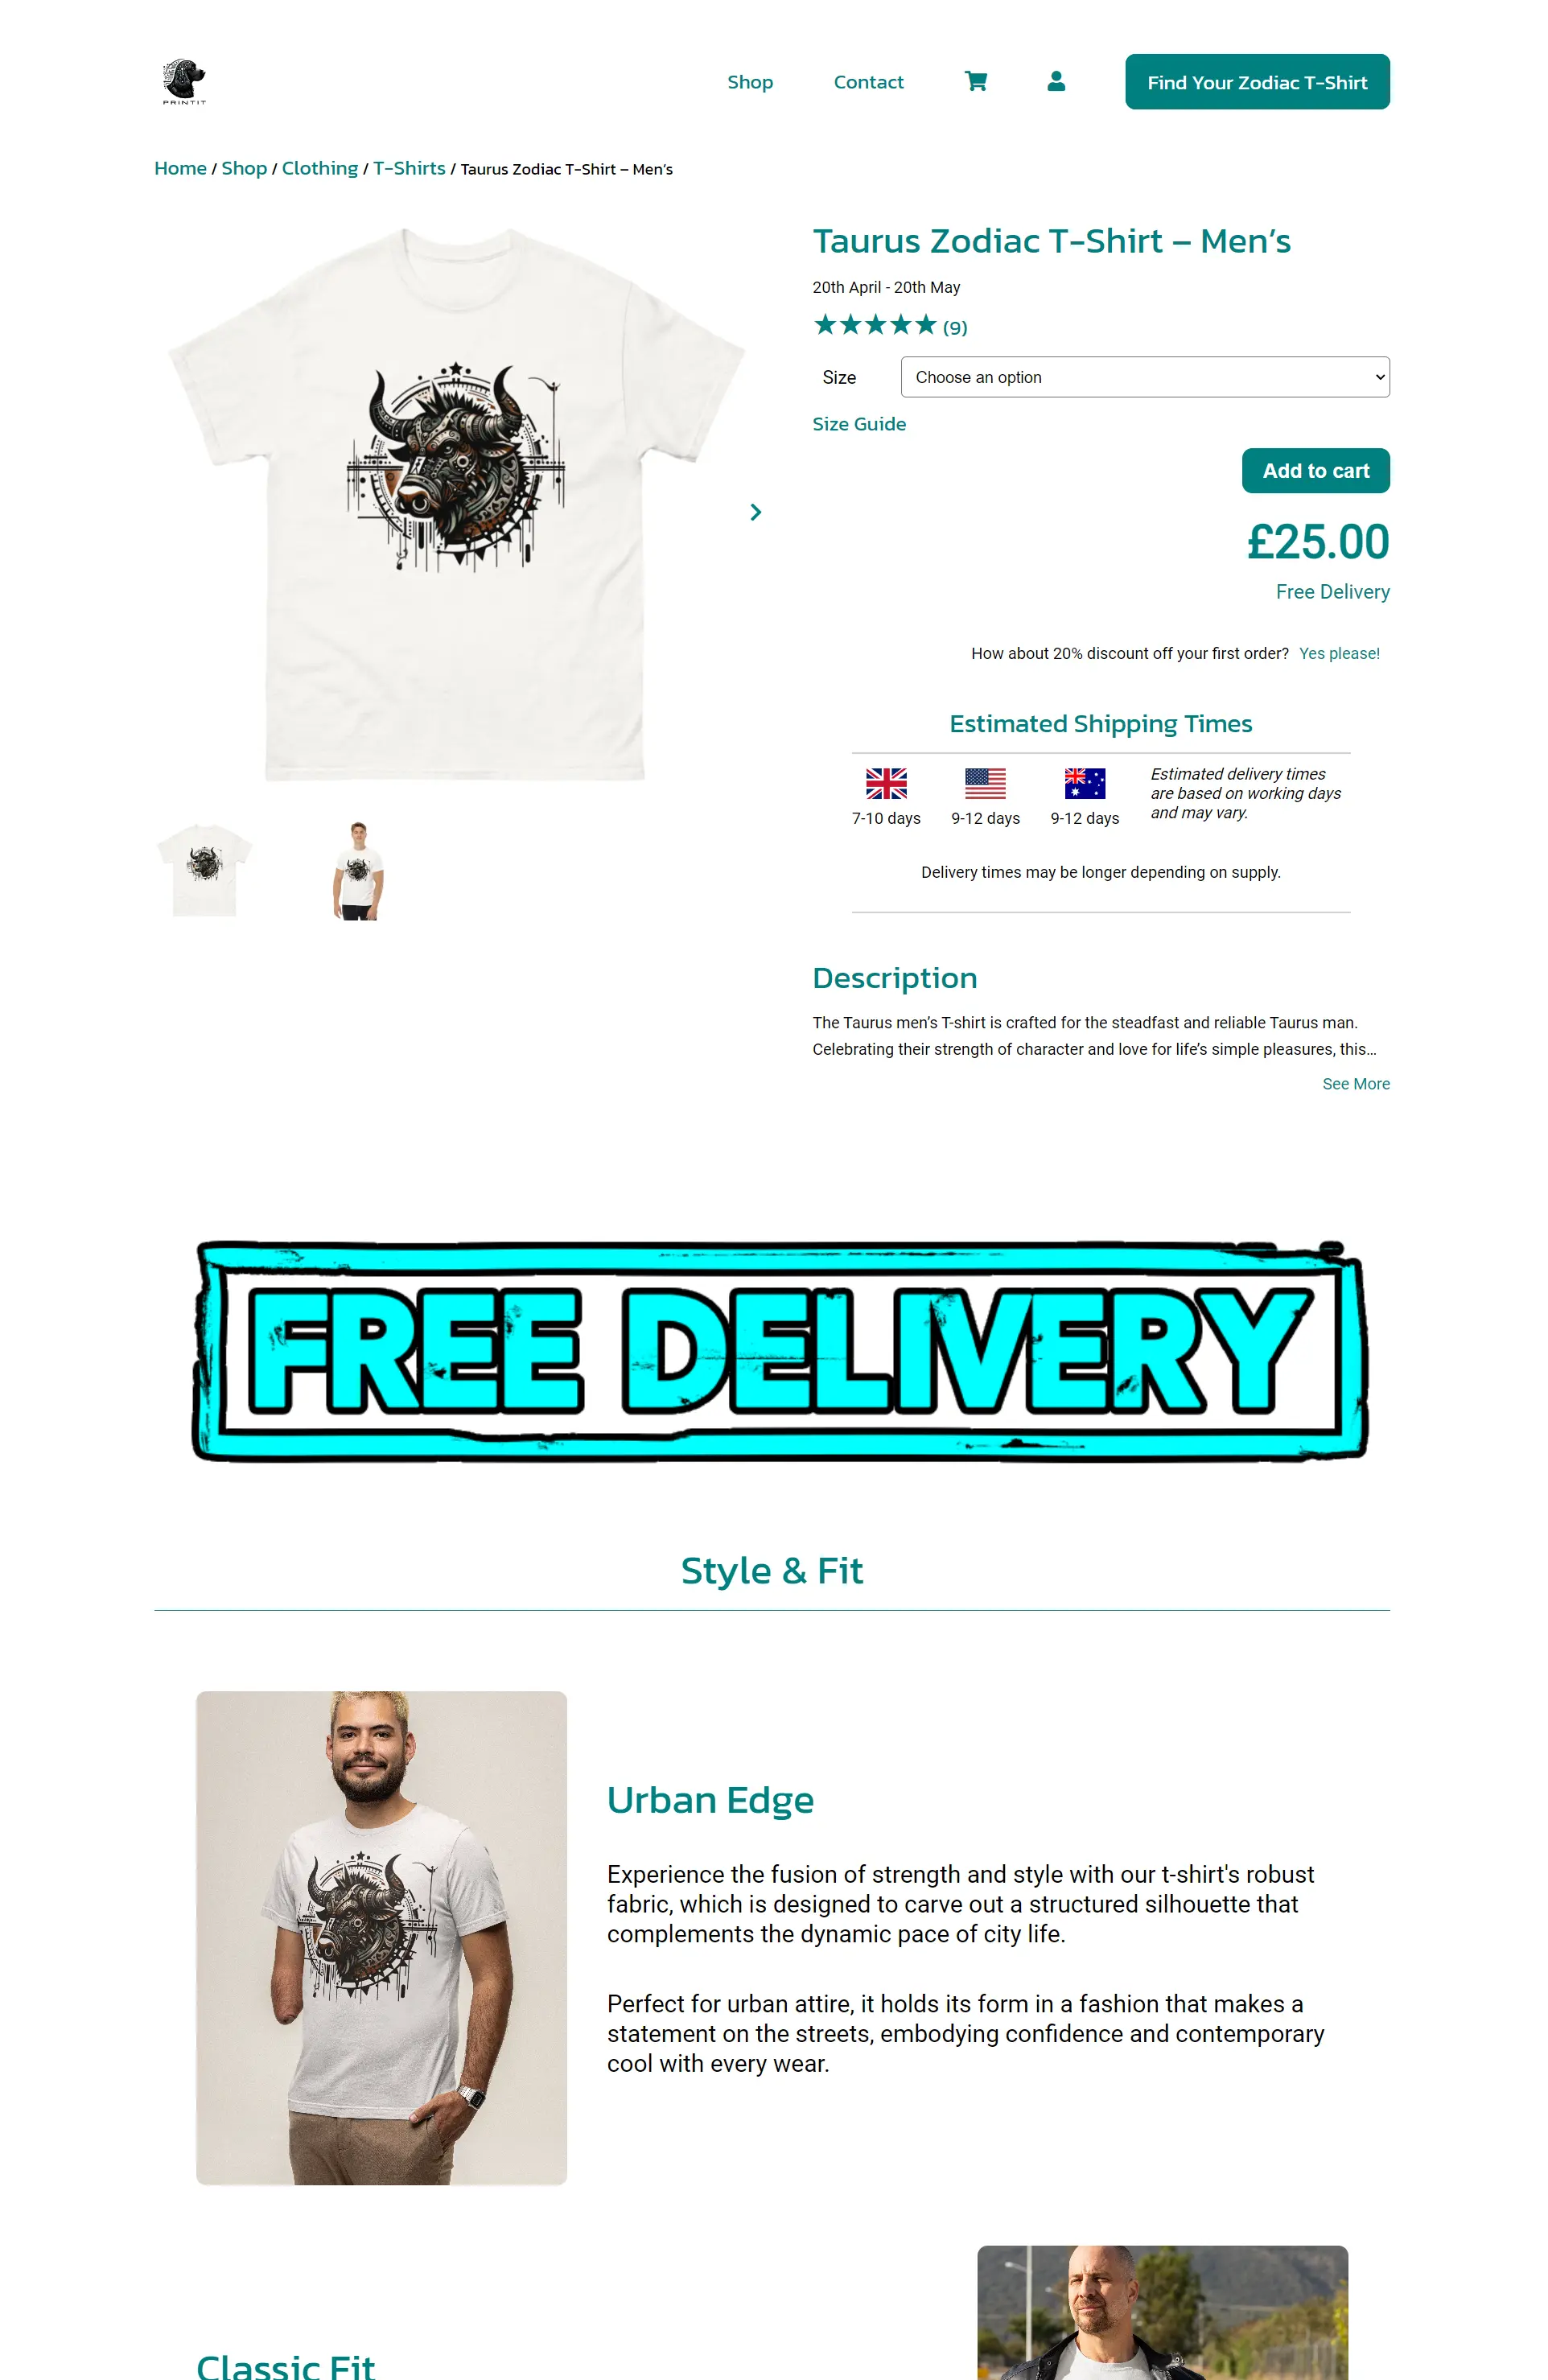 PRINTIT
Shop
Contact
Find Your Zodiac T-Shirt
Home / Shop / Clothing / T-Shirts / Taurus Zodiac T-Shirt – Men’s
Taurus Zodiac T-Shirt – Men’s
20th April - 20th May
★★★★★ (9)
Size
Choose an option
Size Guide
Add to cart
£25.00
Free Delivery
How about 20% discount off your first order? Yes please!
Estimated Shipping Times
7-10 days
9-12 days
9-12 days
Estimated delivery times
are based on working days
and may vary.
Delivery times may be longer depending on supply.
Description
The Taurus men’s T-shirt is crafted for the steadfast and reliable Taurus man.
Celebrating their strength of character and love for life’s simple pleasures, this…
See More
FREE DELIVERY
Style & Fit
Urban Edge
Experience the fusion of strength and style with our t-shirt's robust
fabric, which is designed to carve out a structured silhouette that
complements the dynamic pace of city life.
Perfect for urban attire, it holds its form in a fashion that makes a
statement on the streets, embodying confidence and contemporary
cool with every wear.
Classic Fit